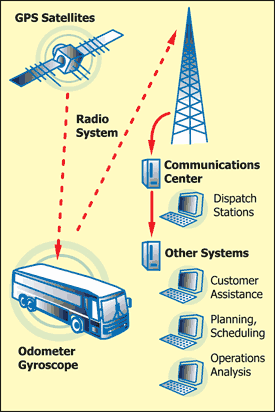 GPS Satellites
Radio
System
Communications
Center
Dispatch
Stations
Other Systems
Customer
Assistance
Planning,
Scheduling
Operations
Analysis
Odometer
Gyroscope